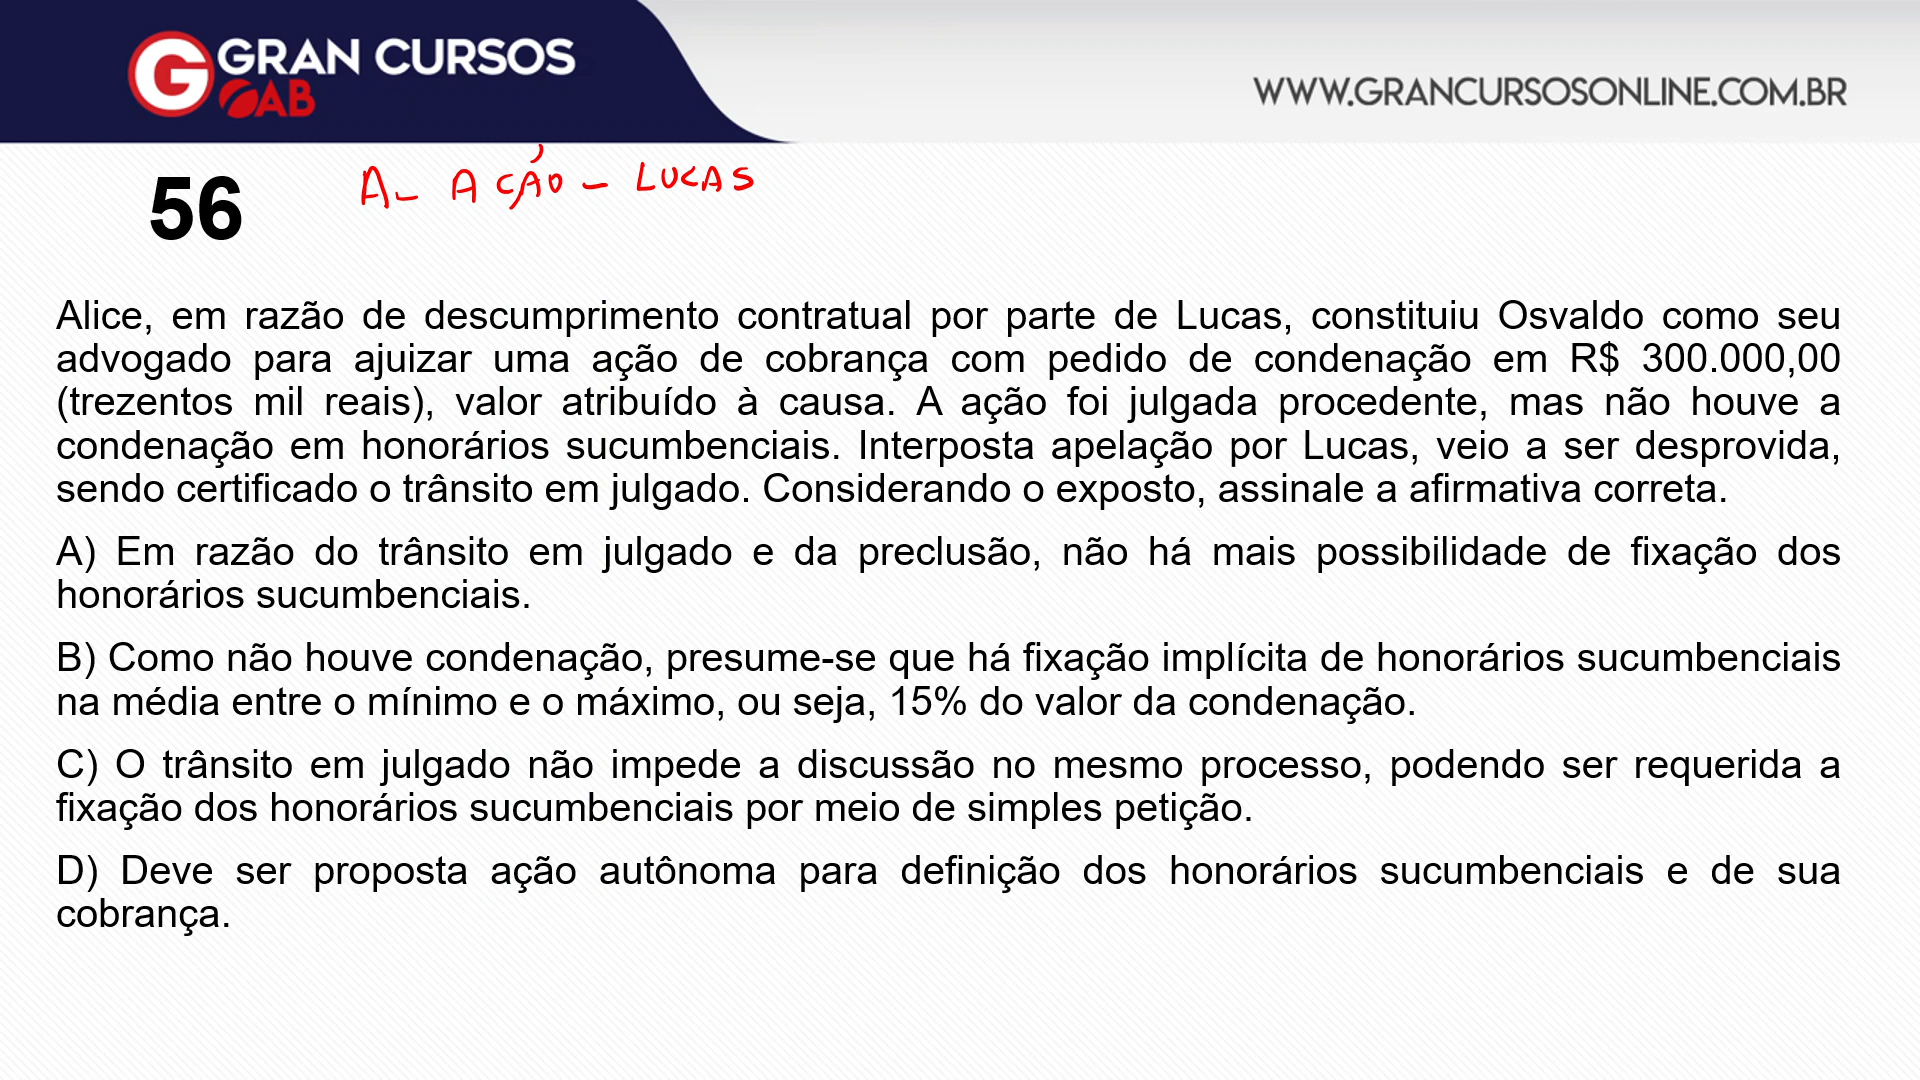 GRAN CURSOS
OAB
WWW.GRANCURSOSONLINE.COM.BR
56
A- AÇÃO - LUCAS
Alice, em razão de descumprimento contratual por parte de Lucas, constituiu Osvaldo como seu
advogado para ajuizar uma ação de cobrança com pedido de condenação em R$ 300.000,00
(trezentos mil reais), valor atribuído à causa. A ação foi julgada procedente, mas não houve a
condenação em honorários sucumbenciais. Interposta apelação por Lucas, veio a ser desprovida,
sendo certificado o trânsito em julgado. Considerando o exposto, assinale a afirmativa correta.
A) Em razão do trânsito em julgado e da preclusão, não há mais possibilidade de fixação dos
honorários sucumbenciais.
B) Como não houve condenação, presume-se que há fixação implícita de honorários sucumbenciais
na média entre o mínimo e o máximo, ou seja, 15% do valor da condenação.
C) O trânsito em julgado não impede a discussão no mesmo processo, podendo ser requerida a
fixação dos honorários sucumbenciais por meio de simples petição.
D) Deve ser proposta ação autônoma para definição dos honorários sucumbenciais e de sua
cobrança.